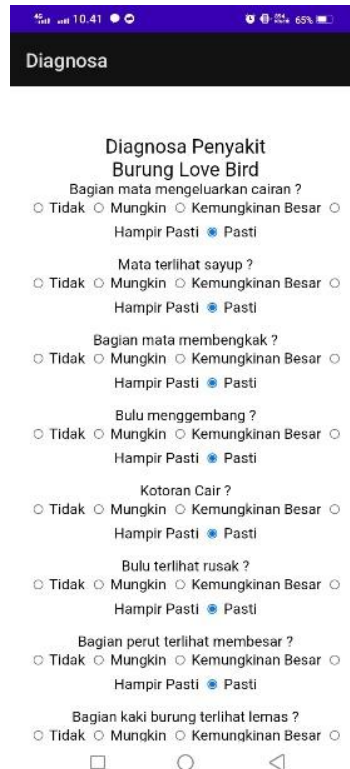 10.41
65%
Diagnosa
Diagnosa Penyakit
Burung Love Bird
Bagian mata mengeluarkan cairan ?
Tidak Mungkin Kemungkinan Besar
Hampir Pasti Pasti
Mata terlihat sayup ?
Tidak Mungkin Kemungkinan Besar
Hampir Pasti Pasti
Bagian mata membengkak ?
Tidak Mungkin Kemungkinan Besar
Hampir Pasti Pasti
Bulu menggembang ?
Tidak Mungkin Kemungkinan Besar
Hampir Pasti Pasti
Kotoran Cair ?
Tidak Mungkin Kemungkinan Besar
Hampir Pasti Pasti
Bulu terlihat rusak ?
Tidak Mungkin Kemungkinan Besar
Hampir Pasti Pasti
Bagian perut terlihat membesar ?
Tidak Mungkin Kemungkinan Besar
Hampir Pasti Pasti
Bagian kaki burung terlihat lemas ?
Tidak Mungkin Kemungkinan Besar